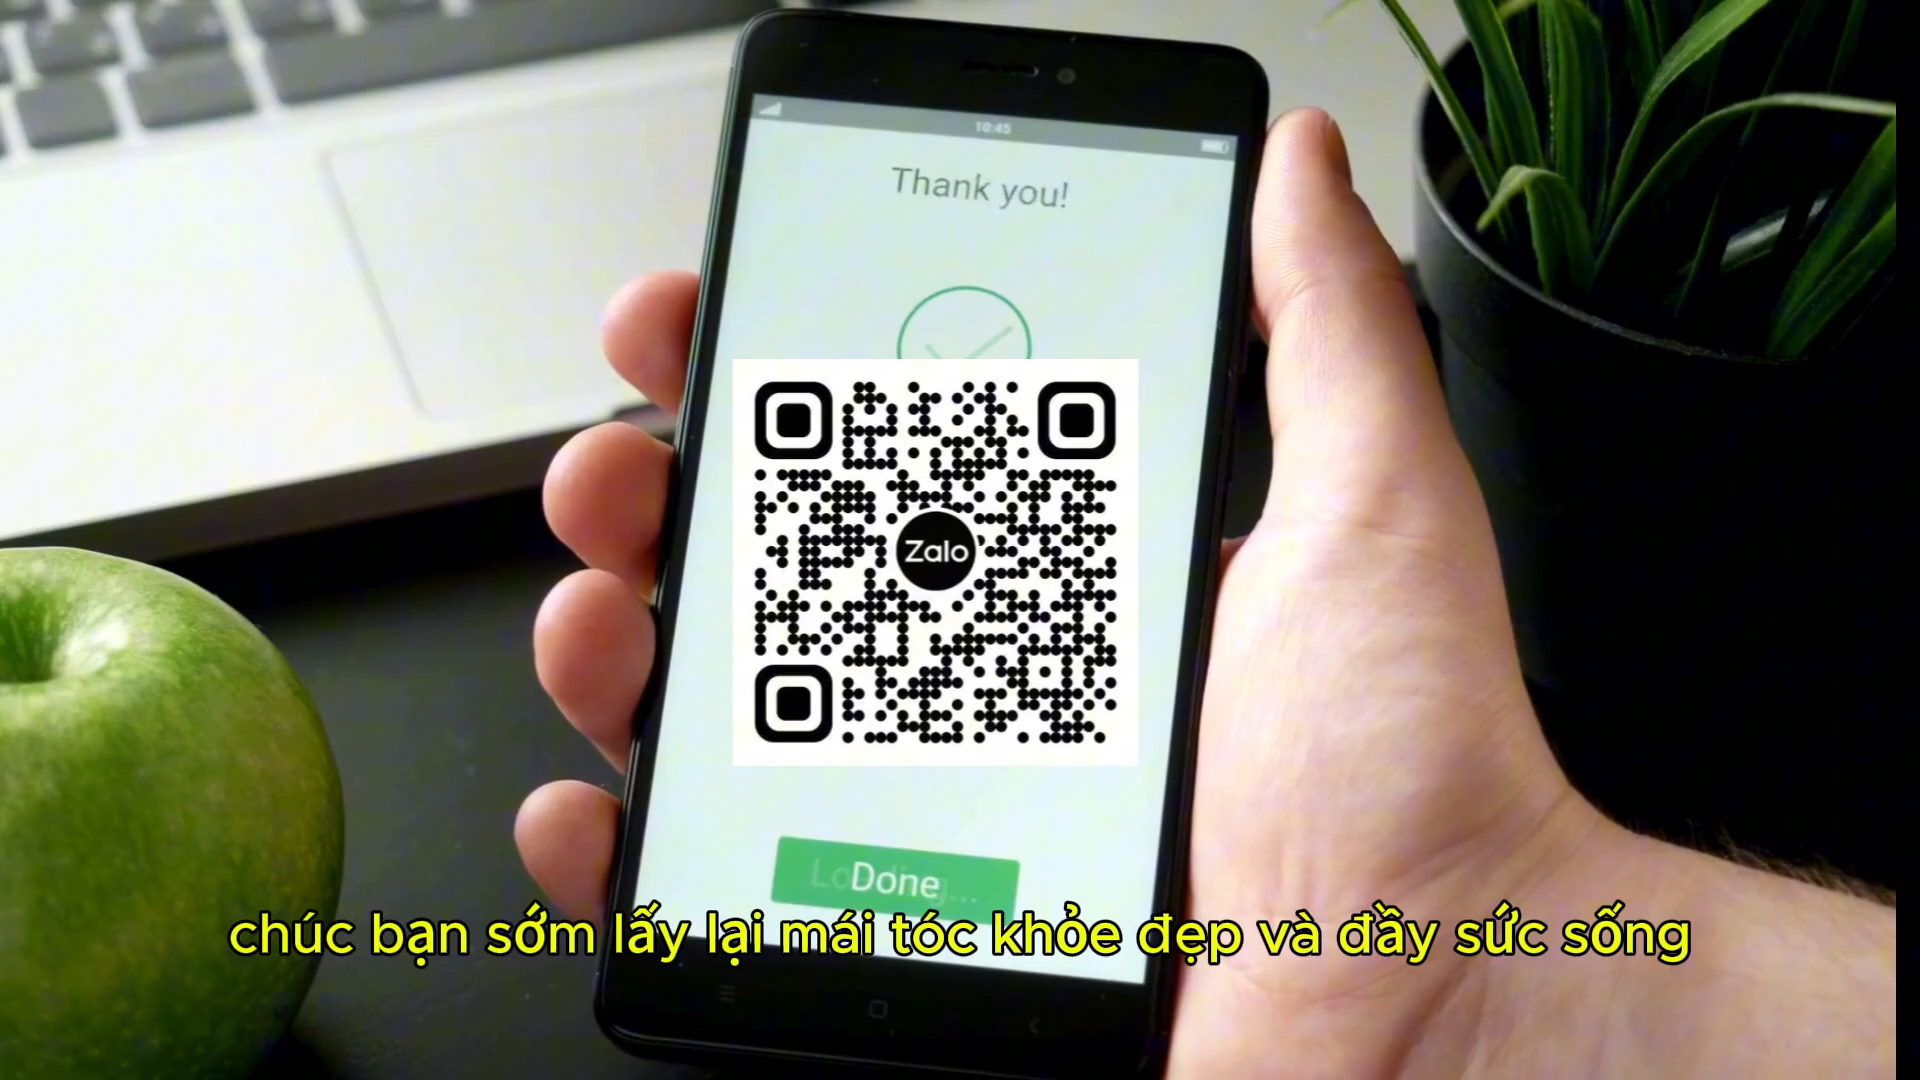 10:45
Thank you!
Zalo
Done
chúc bạn sớm lấy lại mái tóc khỏe đẹp và đầy sức sống